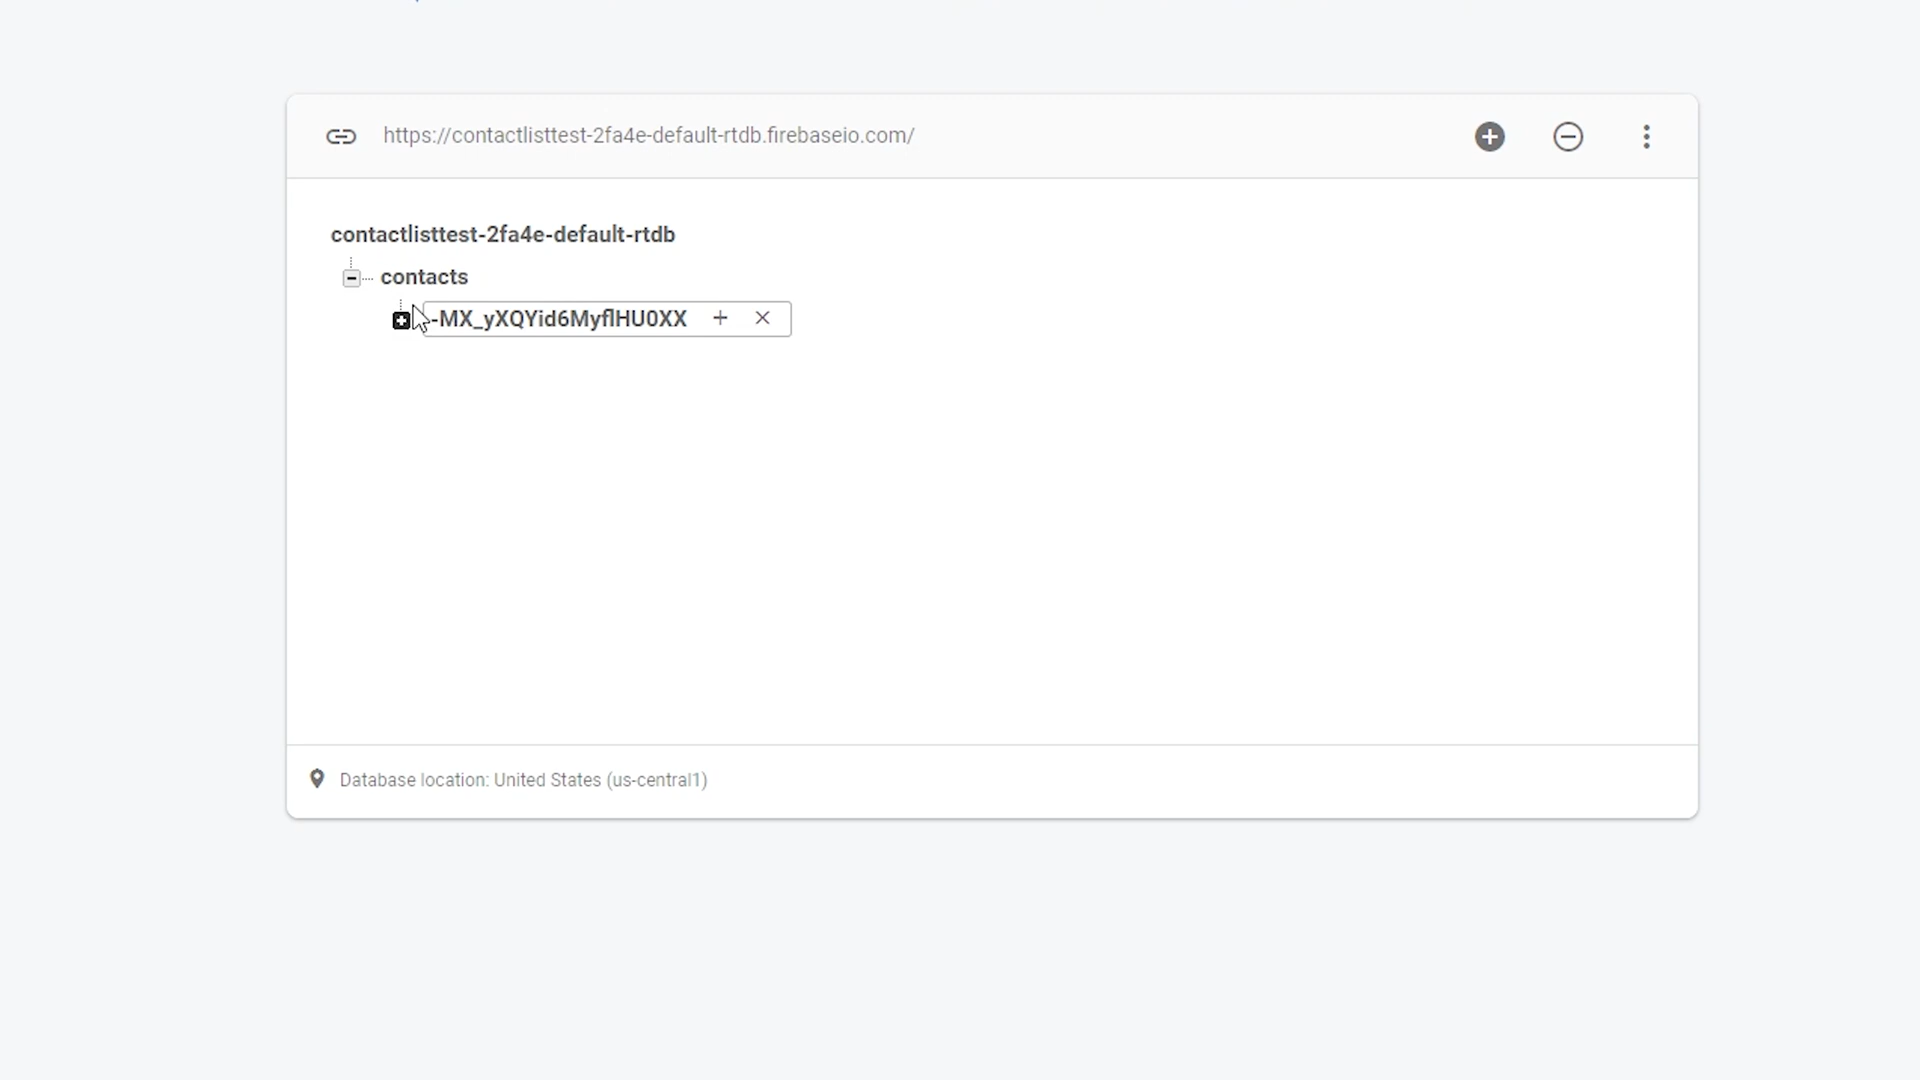 https://contactlisttest-2fa4e-default-rtdb.firebaseio.com/
contactlisttest-2fa4e-default-rtdb
contacts
-MX_yXQYid6MyflHU0XX
Database location: United States (us-central1)